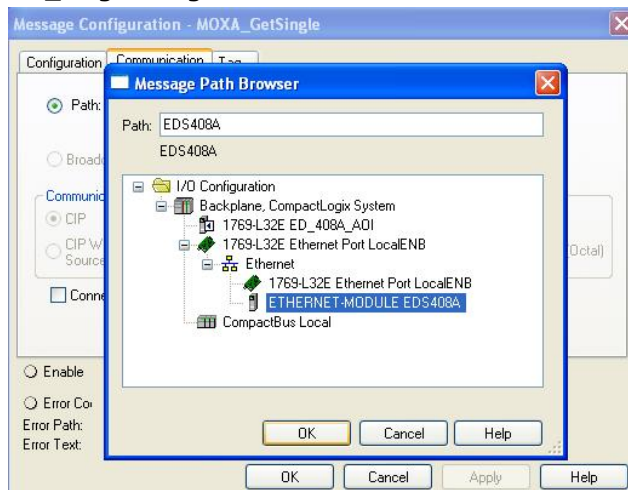 Message Configuration - MOXA_GetSingle
Configuration
Communication
Message Path Browser
Path:
Path: EDS408A
EDS408A
I/O Configuration
Backplane, CompactLogix System
1769-L32E ED_408A_AOI
1769-L32E Ethernet Port LocalENB
Ethernet
1769-L32E Ethernet Port LocalENB
ETHERNET-MODULE EDS408A
CompactBus Local
Communic
CIP
CIP W
Source
(Octal)
Conne
Enable
Error Co
Error Path:
Error Text:
OK Cancel Help
OK Cancel Apply Help